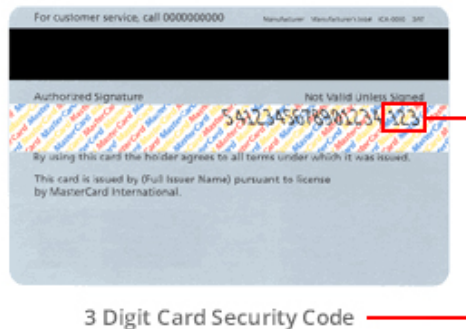 For customer service, call 0000000000
Authorized Signature Not Valid Unless Signed
5412345678901234 123
By using this card the holder agrees to all terms under which it was issued.
This card is issued by (Full Issuer Name) pursuant to license
by MasterCard International.
3 Digit Card Security Code